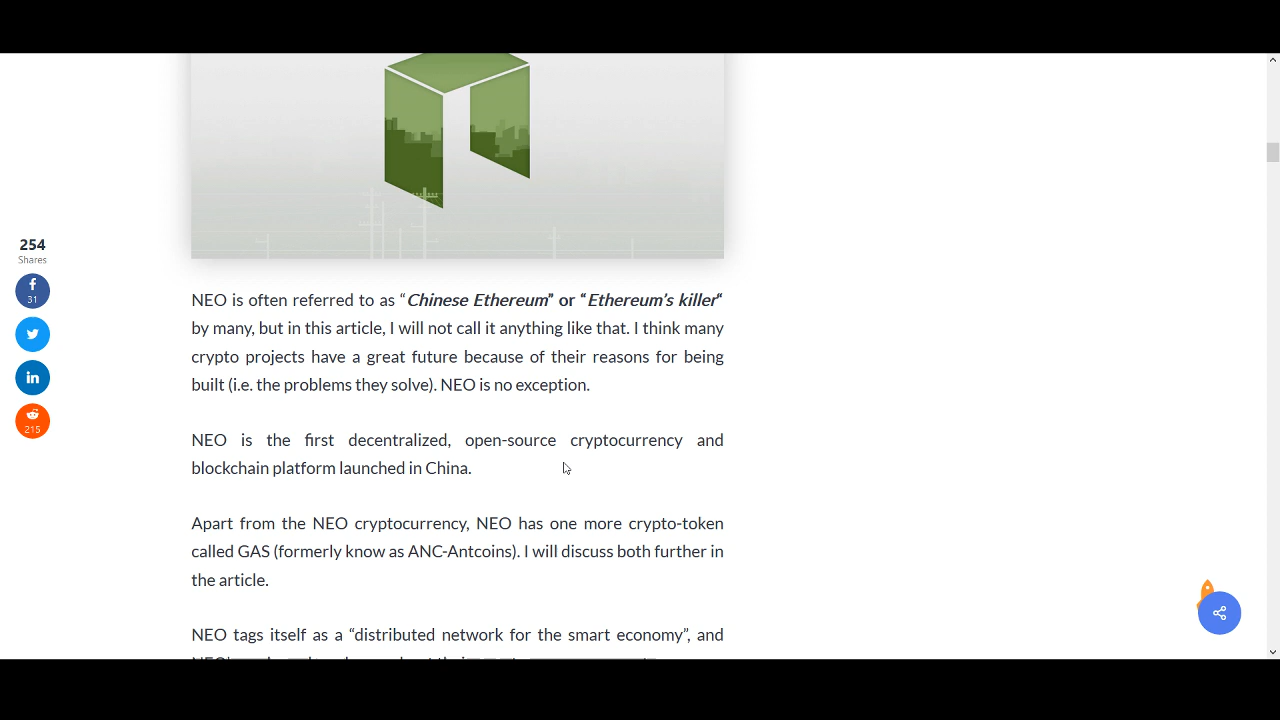 254
Shares
31
215
NEO is often referred to as “Chinese Ethereum” or “Ethereum’s killer“
by many, but in this article, I will not call it anything like that. I think many
crypto projects have a great future because of their reasons for being
built (i.e. the problems they solve). NEO is no exception.
NEO is the first decentralized, open-source cryptocurrency and
blockchain platform launched in China.
Apart from the NEO cryptocurrency, NEO has one more crypto-token
called GAS (formerly know as ANC-Antcoins). I will discuss both further in
the article.
NEO tags itself as a “distributed network for the smart economy”, and